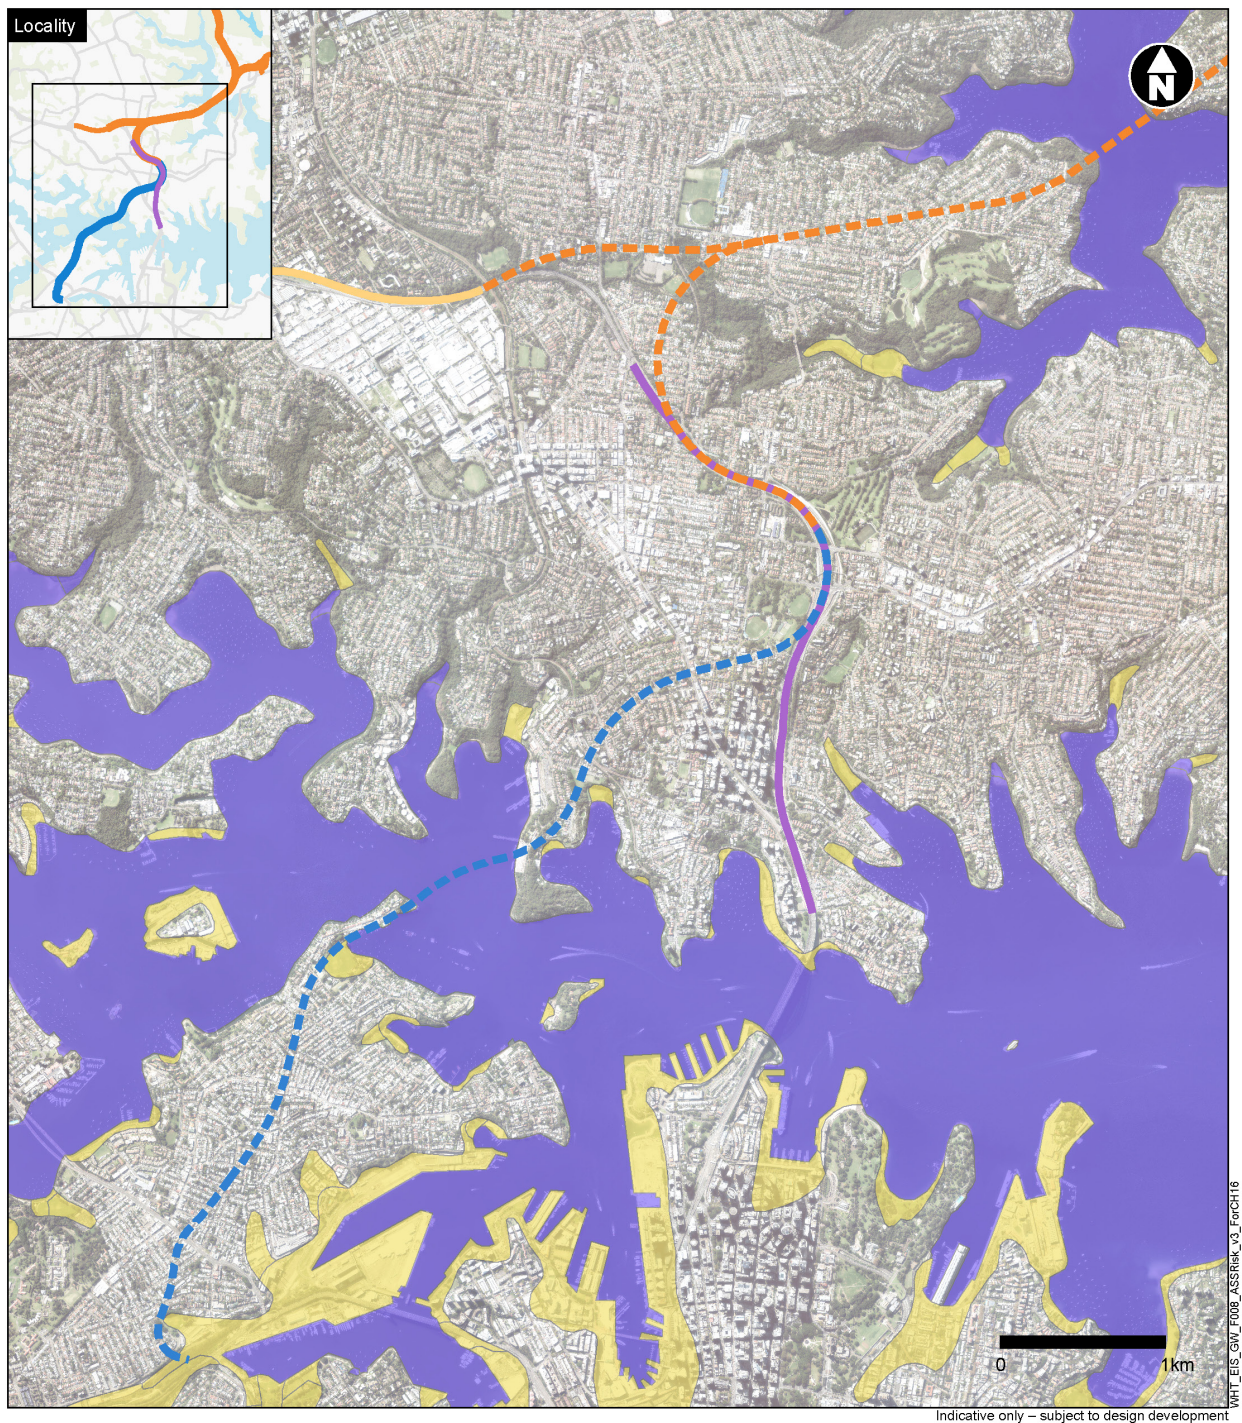 Locality
N
0
1km
WHT_EIS_GW_F008_ASSRisk_v3_ForCH16
Indicative only – subject to design development